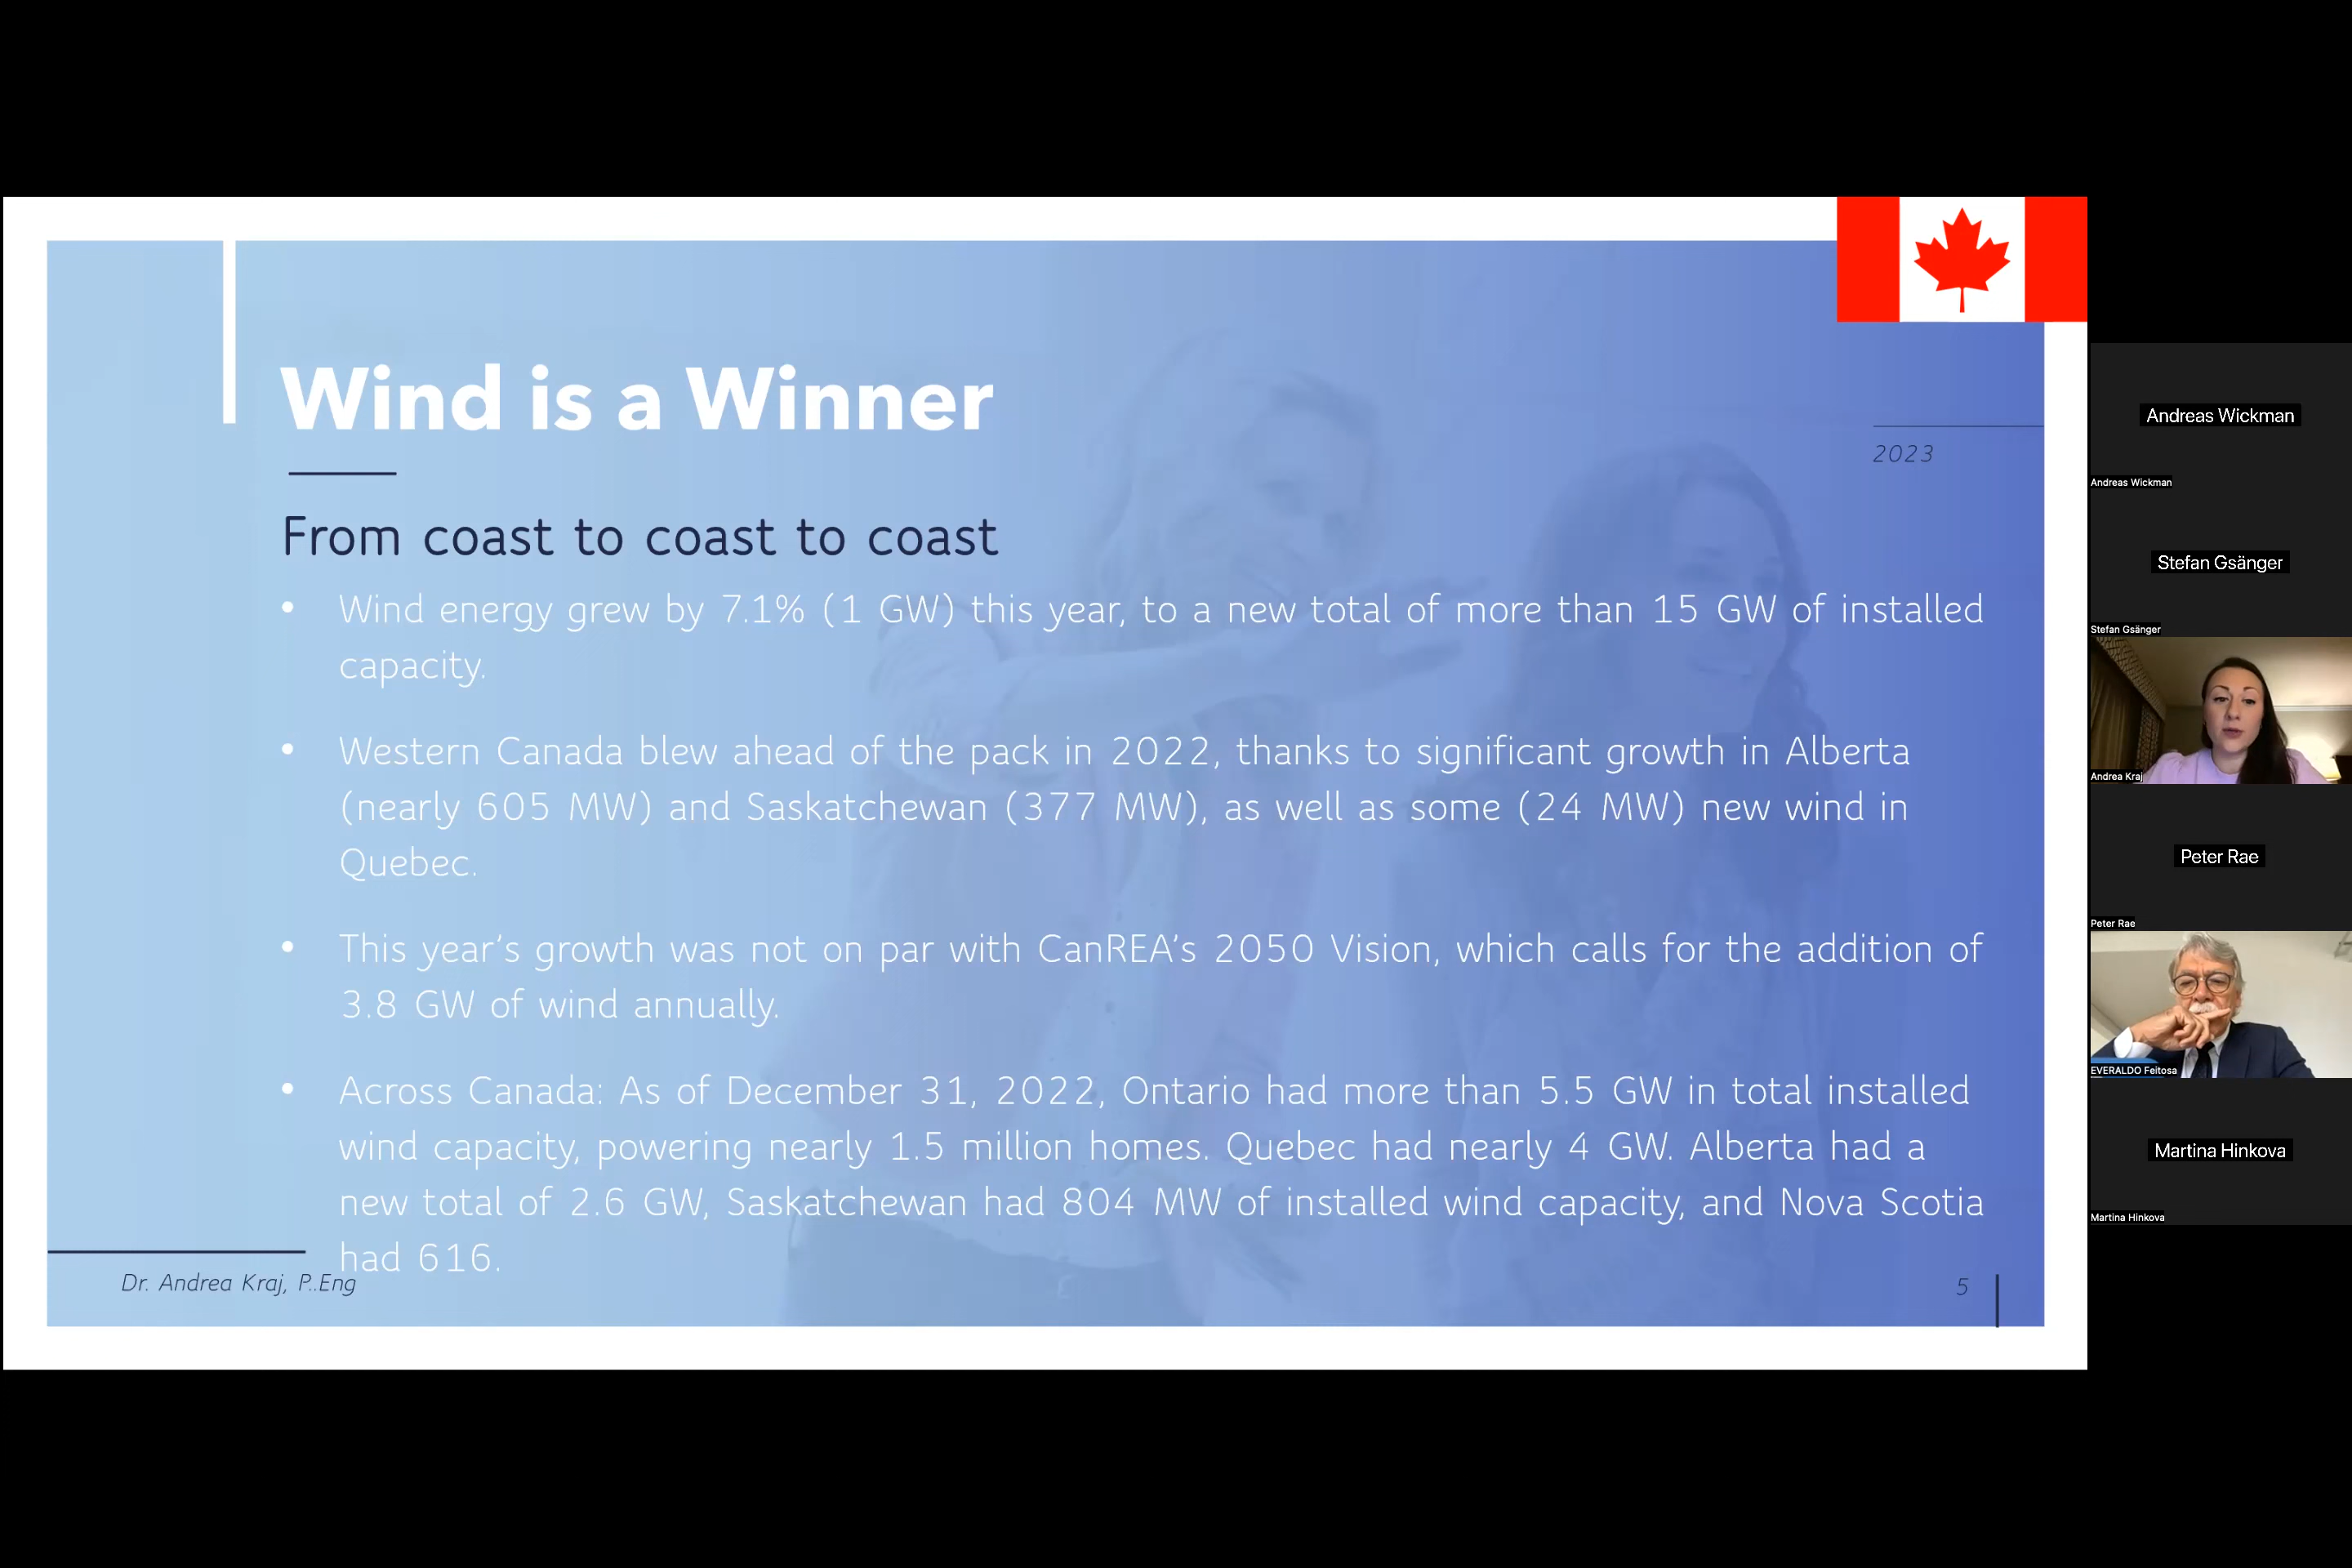 Wind is a Winner
2023
From coast to coast to coast
• Wind energy grew by 7.1% (1 GW) this year, to a new total of more than 15 GW of installed
capacity.
• Western Canada blew ahead of the pack in 2022, thanks to significant growth in Alberta
(nearly 605 MW) and Saskatchewan (377 MW), as well as some (24 MW) new wind in
Quebec.
• This year's growth was not on par with CanREA's 2050 Vision, which calls for the addition of
3.8 GW of wind annually.
• Across Canada: As of December 31, 2022, Ontario had more than 5.5 GW in total installed
wind capacity, powering nearly 1.5 million homes. Quebec had nearly 4 GW. Alberta had a
new total of 2.6 GW, Saskatchewan had 804 MW of installed wind capacity, and Nova Scotia
had 616.
Dr. Andrea Kraj, P..Eng
5
Andreas Wickman
Andreas Wickman
Stefan Gsänger
Stefan Gsänger
Andrea Kraj
Peter Rae
Peter Rae
EVERALDO Feitosa
Martina Hinkova
Martina Hinkova